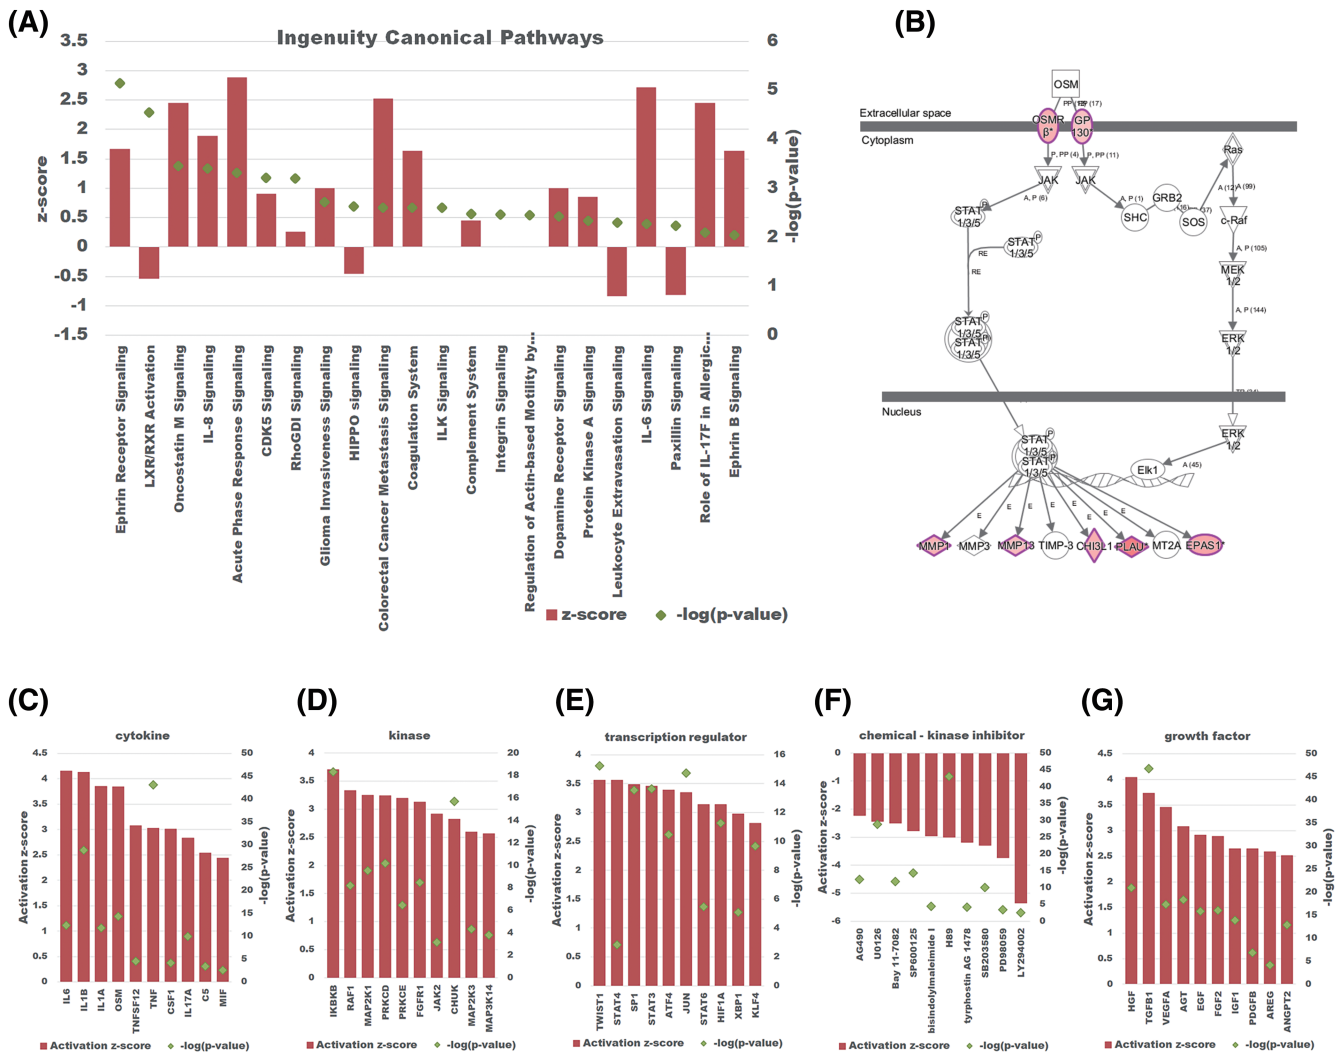 (A)
Ingenuity Canonical Pathways
3.5
3
2.5
2
1.5
1
0.5
0
-0.5
-1
-1.5
z-score
6
5
4
3
2
1
0
-log(p-value)
Ephrin Receptor Signaling
LXR/RXR Activation
Oncostatin M Signaling
IL-8 Signaling
Acute Phase Response Signaling
CDK5 Signaling
RhoGDI Signaling
Glioma Invasiveness Signaling
HIPPO signaling
Colorectal Cancer Metastasis Signaling
Coagulation System
ILK Signaling
Complement System
Integrin Signaling
Regulation of Actin-based Motility by...
Dopamine Receptor Signaling
Protein Kinase A Signaling
Leukocyte Extravasation Signaling
IL-6 Signaling
Paxillin Signaling
Role of IL-17F in Allergic...
Ephrin B Signaling
z-score
-log(p-value)
(B)
OSM
Extracellular space
Cytoplasm
OSMR
β*
GP
130*
P, PP (4)
P, PP (11)
JAK
JAK
A, P (6)
A, P (1)
STAT
1/3/5
P
STAT
1/3/5
P
RE
RE
SHC
GRB2
SOS
Ras
A (12)
A (99)
c-Raf
A, P (105)
MEK
1/2
A, P (144)
ERK
1/2
STAT
1/3/5
P
STAT
1/3/5
Nucleus
ERK
1/2
A (45)
Elk1
STAT
1/3/5
P
STAT
1/3/5
P
E
E
E
E
E
E
E
E
MMP1
MMP3
MMP13
TIMP-3
CHI3L1
PLAU*
MT2A
EPAS1*
(C)
cytokine
4.5
4
3.5
3
2.5
2
1.5
1
0.5
0
Activation z-score
50
45
40
35
30
25
20
15
10
5
0
-log(p-value)
IL6
IL1B
IL1A
OSM
TNFSF12
TNF
CSF1
IL17A
C5
MIF
Activation z-score
-log(p-value)
(D)
kinase
4
3.5
3
2.5
2
1.5
1
0.5
0
Activation z-score
20
18
16
14
12
10
8
6
4
2
0
-log(p-value)
IKBKB
RAF1
MAP2K1
PRKCD
PRKCE
FGFR1
JAK2
CHUK
MAP2K3
MAP3K14
Activation z-score
-log(p-value)
(E)
transcription regulator
4
3.5
3
2.5
2
1.5
1
0.5
0
Activation z-score
16
14
12
10
8
6
4
2
0
-log(p-value)
TWIST1
STAT4
SP1
STAT3
ATF4
JUN
STAT6
HIF1A
XBP1
KLF4
Activation z-score
-log(p-value)
(F)
chemical - kinase inhibitor
0
-1
-2
-3
-4
-5
-6
Activation z-score
50
45
40
35
30
25
20
15
10
5
0
-log(p-value)
AG490
U0126
Bay 11-7082
SP600125
bisindolylmaleimide I
H89
tyrphostin AG 1478
SB203580
PD98059
LY294002
Activation z-score
-log(p-value)
(G)
growth factor
4.5
4
3.5
3
2.5
2
1.5
1
0.5
0
Activation z-score
50
45
40
35
30
25
20
15
10
5
0
-log(p-value)
HGF
TGFB1
VEGFA
AGT
EGF
FGF2
IGF1
PDGFB
AREG
ANGPT2
Activation z-score
-log(p-value)